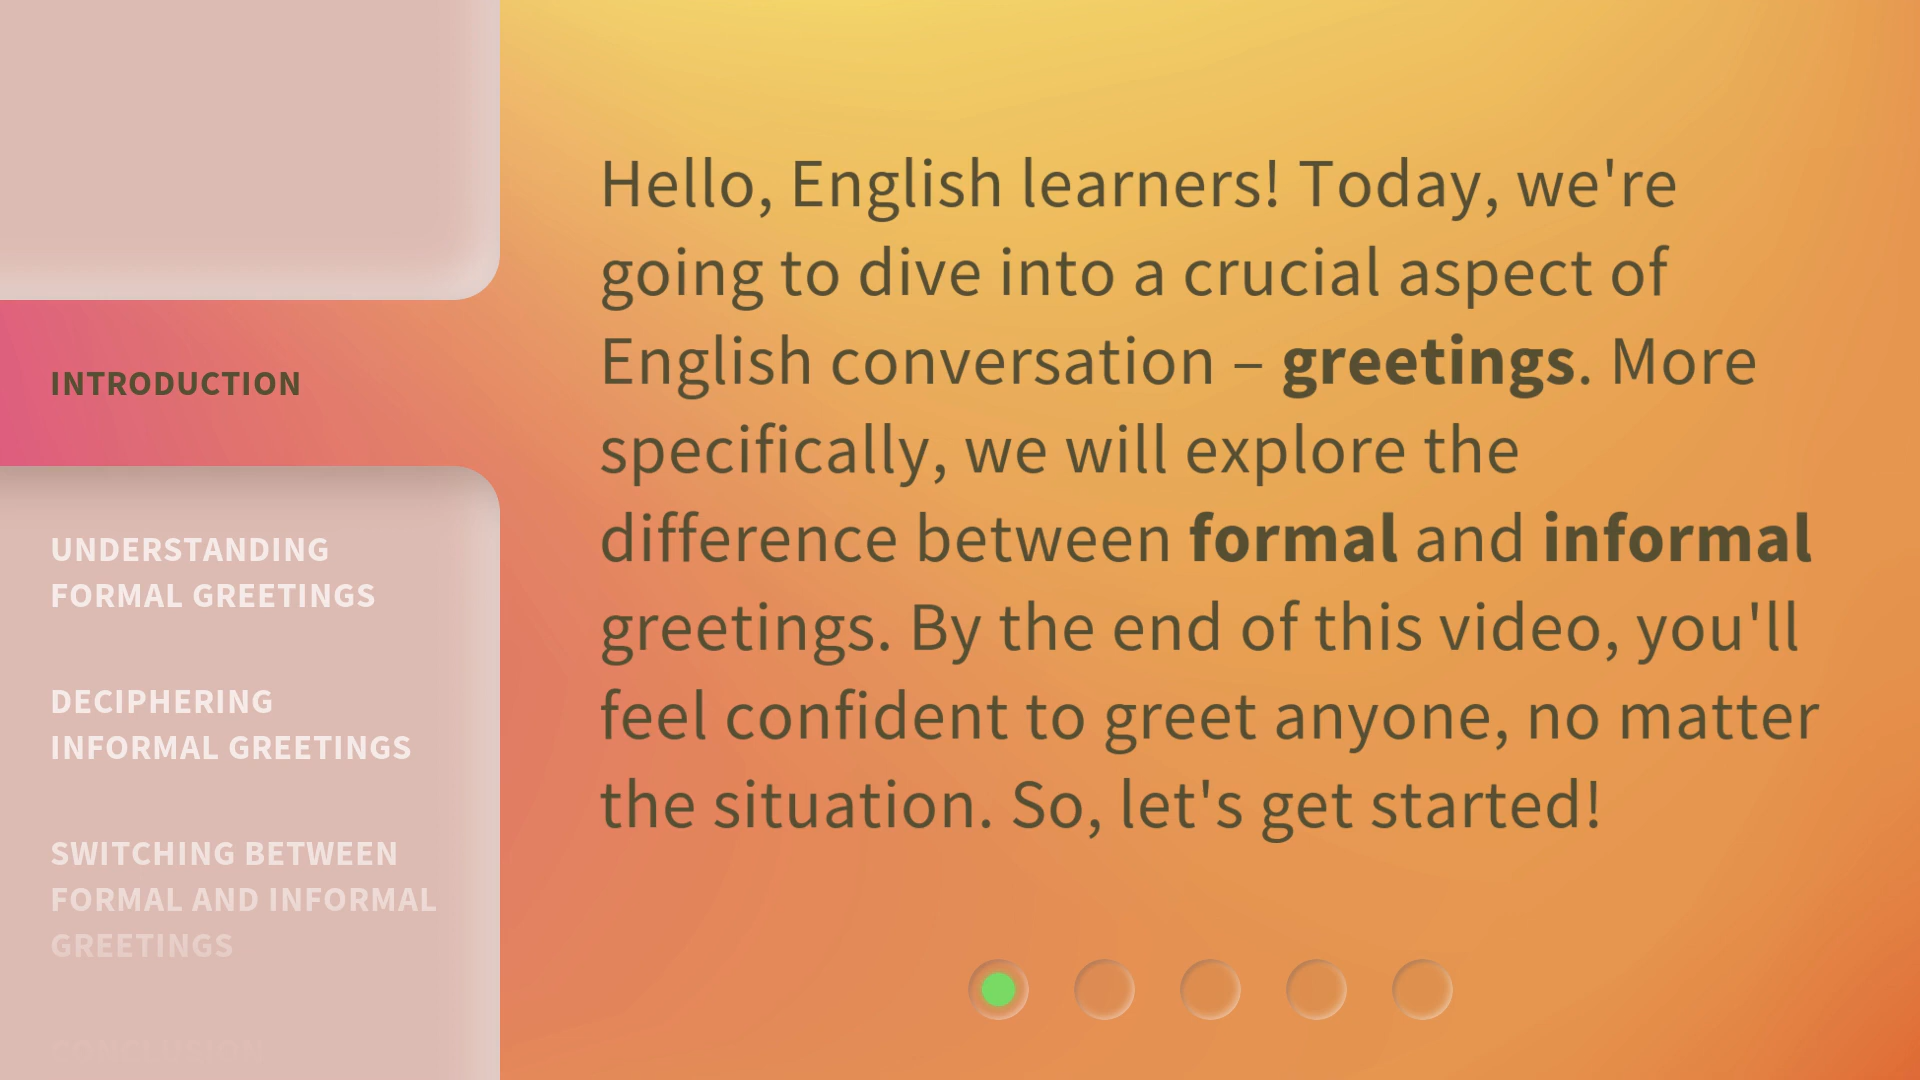 INTRODUCTION
UNDERSTANDING
FORMAL GREETINGS
DECIPHERING
INFORMAL GREETINGS
SWITCHING BETWEEN
FORMAL AND INFORMAL
GREETINGS
CONCLUSION
Hello, English learners! Today, we're
going to dive into a crucial aspect of
English conversation – greetings. More
specifically, we will explore the
difference between formal and informal
greetings. By the end of this video, you'll
feel confident to greet anyone, no matter
the situation. So, let's get started!